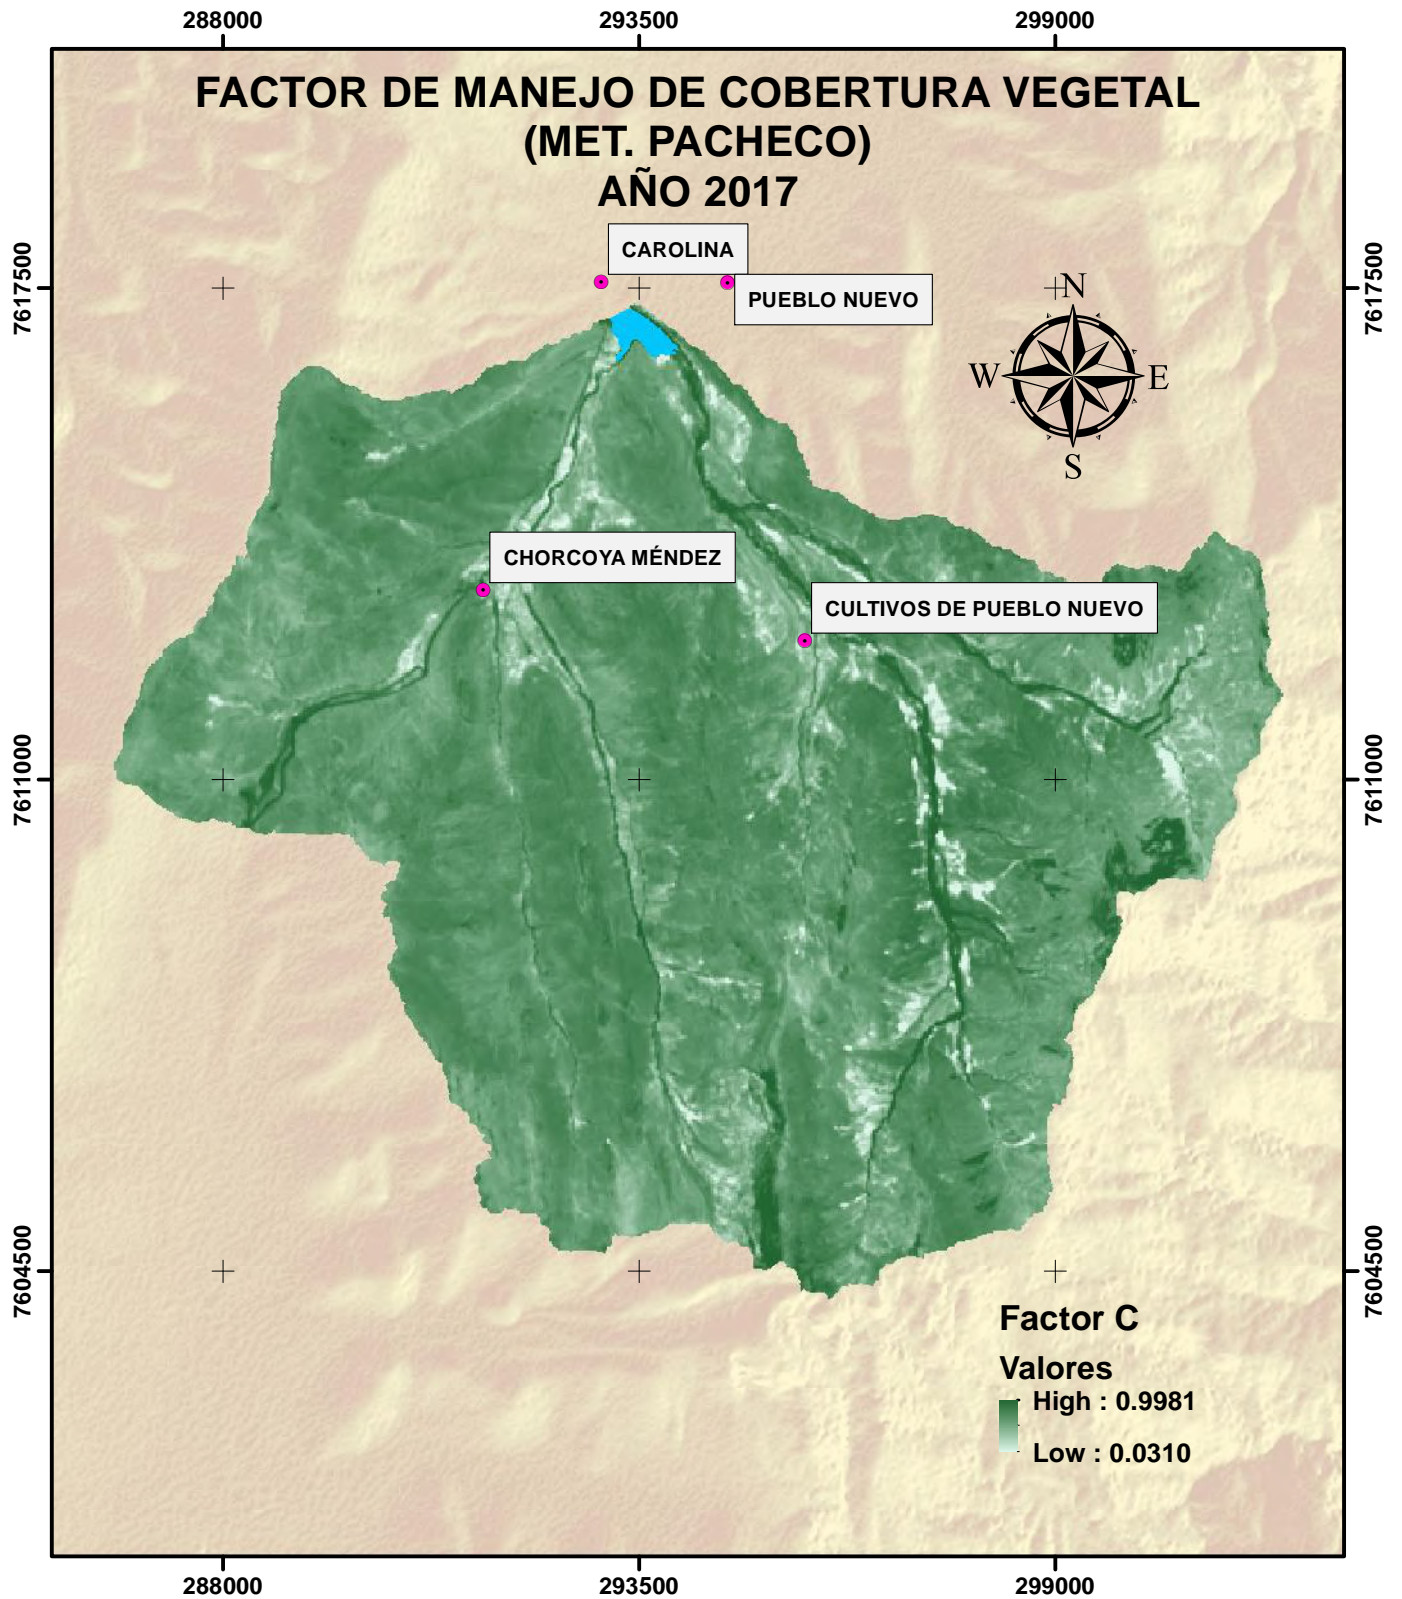 288000 293500 299000
FACTOR DE MANEJO DE COBERTURA VEGETAL
(MET. PACHECO)
AÑO 2017
CAROLINA
7617500 7617500
PUEBLO NUEVO
N
W E
S
CHORCOYA MÉNDEZ
CULTIVOS DE PUEBLO NUEVO
7611000 7611000
7604500 7604500
Factor C
Valores
High : 0.9981
Low : 0.0310
288000 293500 299000